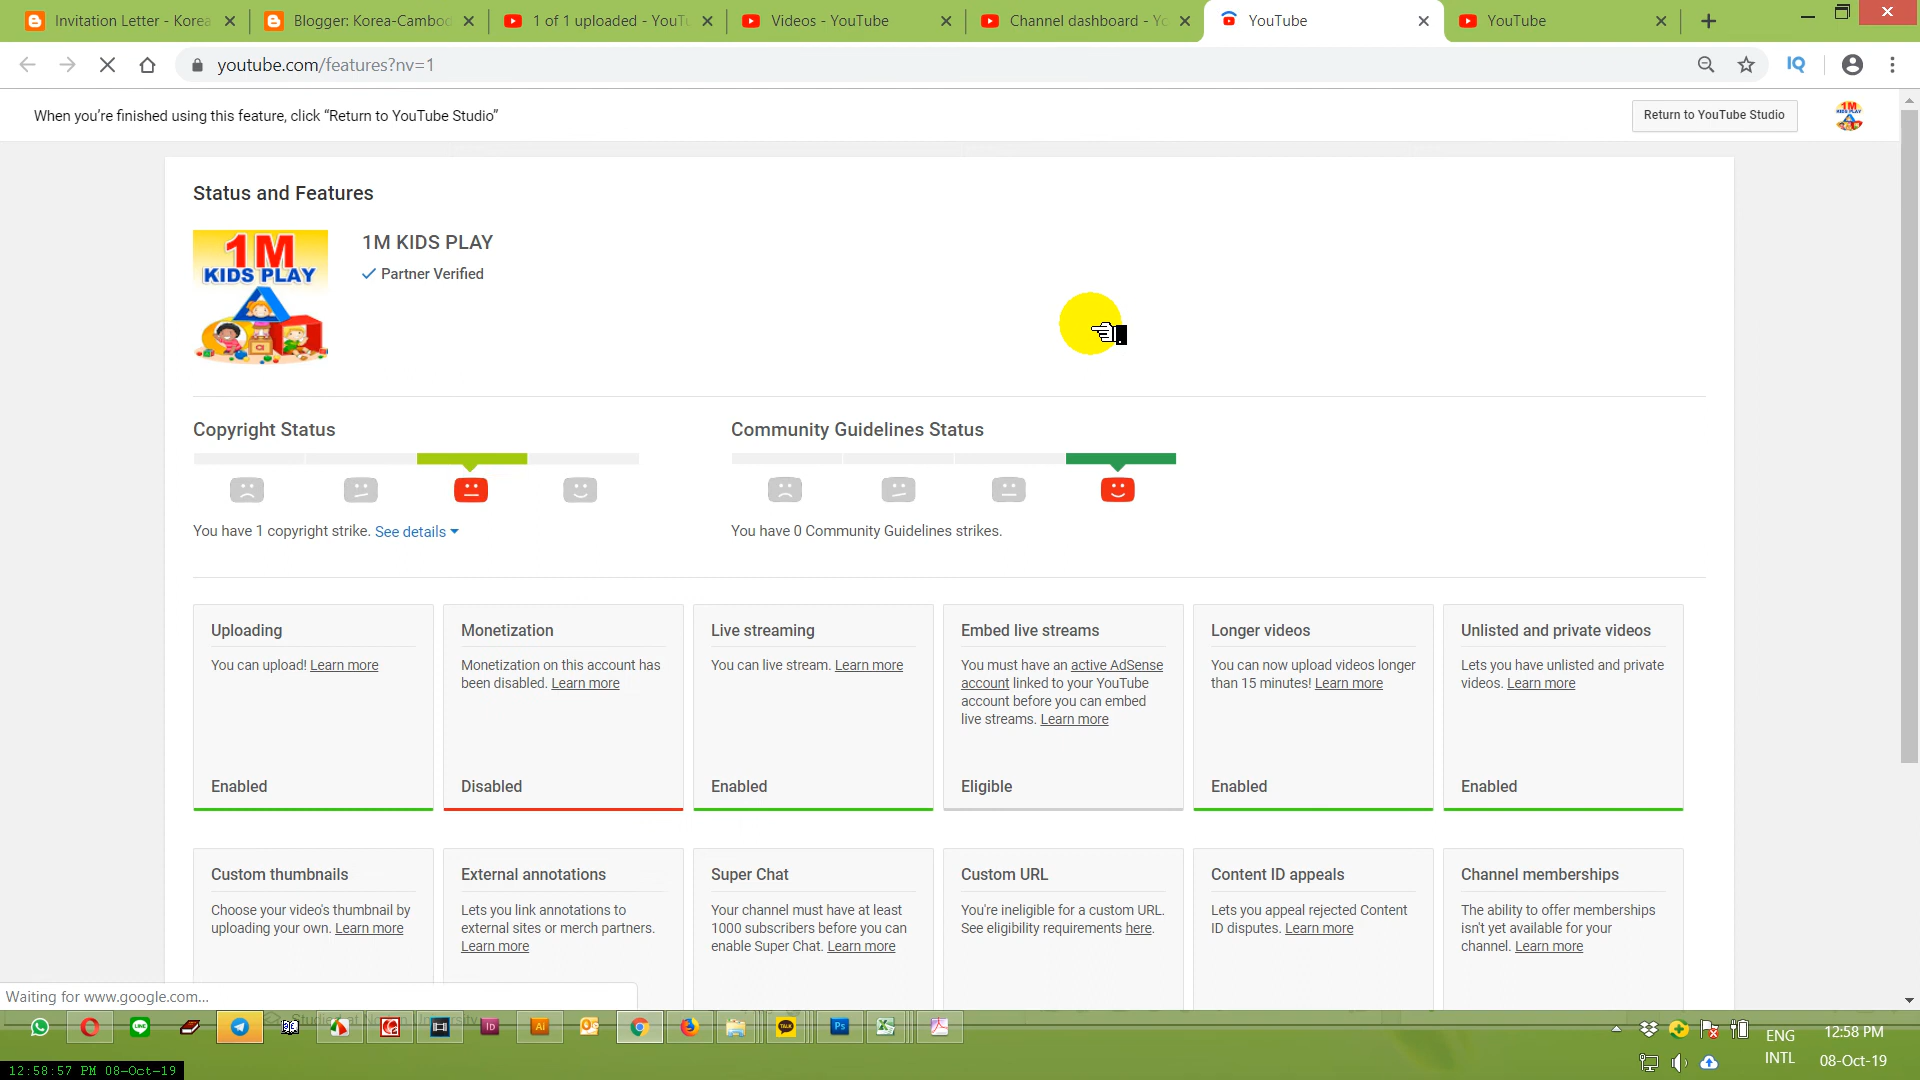 Invitation Letter - Korea
Blogger: Korea-Cambod
1 of 1 uploaded - YouTu
Videos - YouTube
Channel dashboard - Yo
YouTube
YouTube
youtube.com/features?nv=1
IQ
When you're finished using this feature, click “Return to YouTube Studio”
Return to YouTube Studio
1M
KIDS PLAY
Status and Features
1M
KIDS PLAY
1M KIDS PLAY
Partner Verified
Copyright Status
Community Guidelines Status
You have 1 copyright strike. See details
You have 0 Community Guidelines strikes.
Uploading
You can upload! Learn more
Enabled
Monetization
Monetization on this account has
been disabled. Learn more
Disabled
Live streaming
You can live stream. Learn more
Enabled
Embed live streams
You must have an active AdSense
account linked to your YouTube
account before you can embed
live streams. Learn more
Eligible
Longer videos
You can now upload videos longer
than 15 minutes! Learn more
Enabled
Unlisted and private videos
Lets you have unlisted and private
videos. Learn more
Enabled
Custom thumbnails
Choose your video's thumbnail by
uploading your own. Learn more
External annotations
Lets you link annotations to
external sites or merch partners.
Learn more
Super Chat
Your channel must have at least
1000 subscribers before you can
enable Super Chat. Learn more
Custom URL
You're ineligible for a custom URL.
See eligibility requirements here.
Content ID appeals
Lets you appeal rejected Content
ID disputes. Learn more
Channel memberships
The ability to offer memberships
isn't yet available for your
channel. Learn more
Waiting for www.google.com...
LINE
Id
Ai
TALK
Ps
ENG
INTL
12:58 PM
08-Oct-19
12:58:57 PM 08-Oct-19